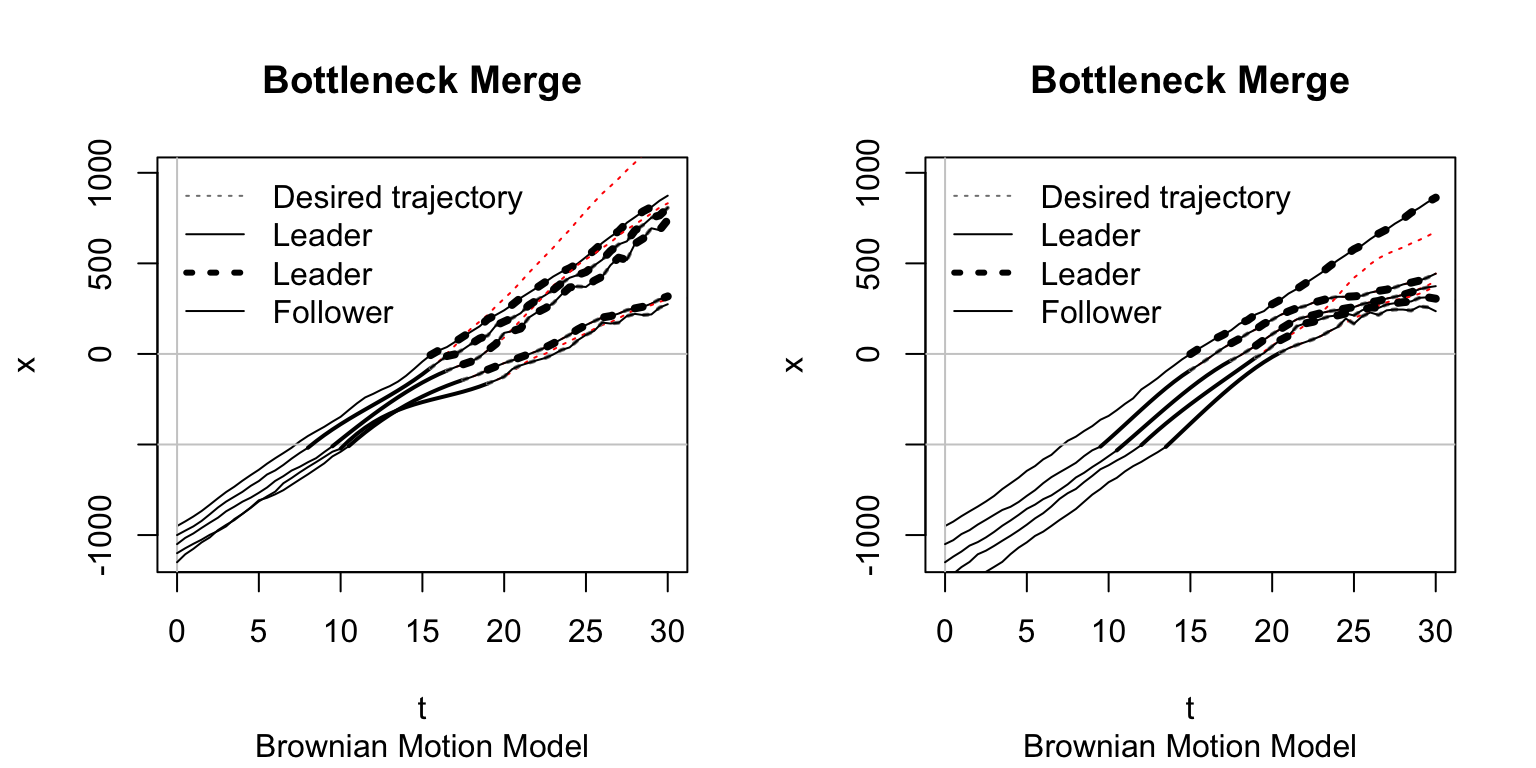 Bottleneck Merge
x
1000
500
0
-1000
Desired trajectory
Leader
Leader
Follower
0 5 10 15 20 25 30
t
Brownian Motion Model
Bottleneck Merge
x
1000
500
0
-1000
Desired trajectory
Leader
Leader
Follower
0 5 10 15 20 25 30
t
Brownian Motion Model